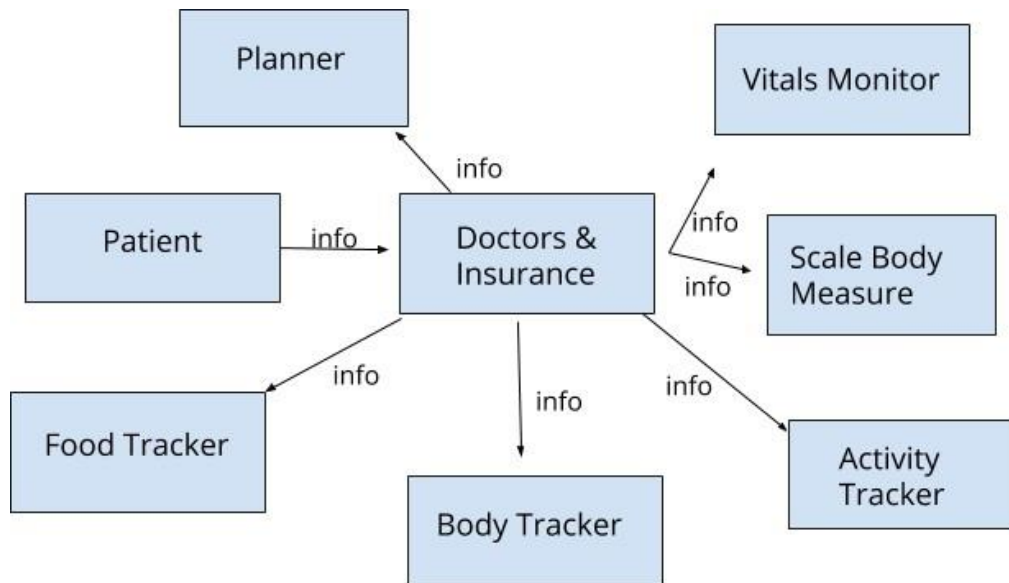 Planner
Vitals Monitor
info
Patient
info
Doctors &
Insurance
info
Scale Body
Measure
info
info
info
info
Food Tracker
Body Tracker
Activity
Tracker